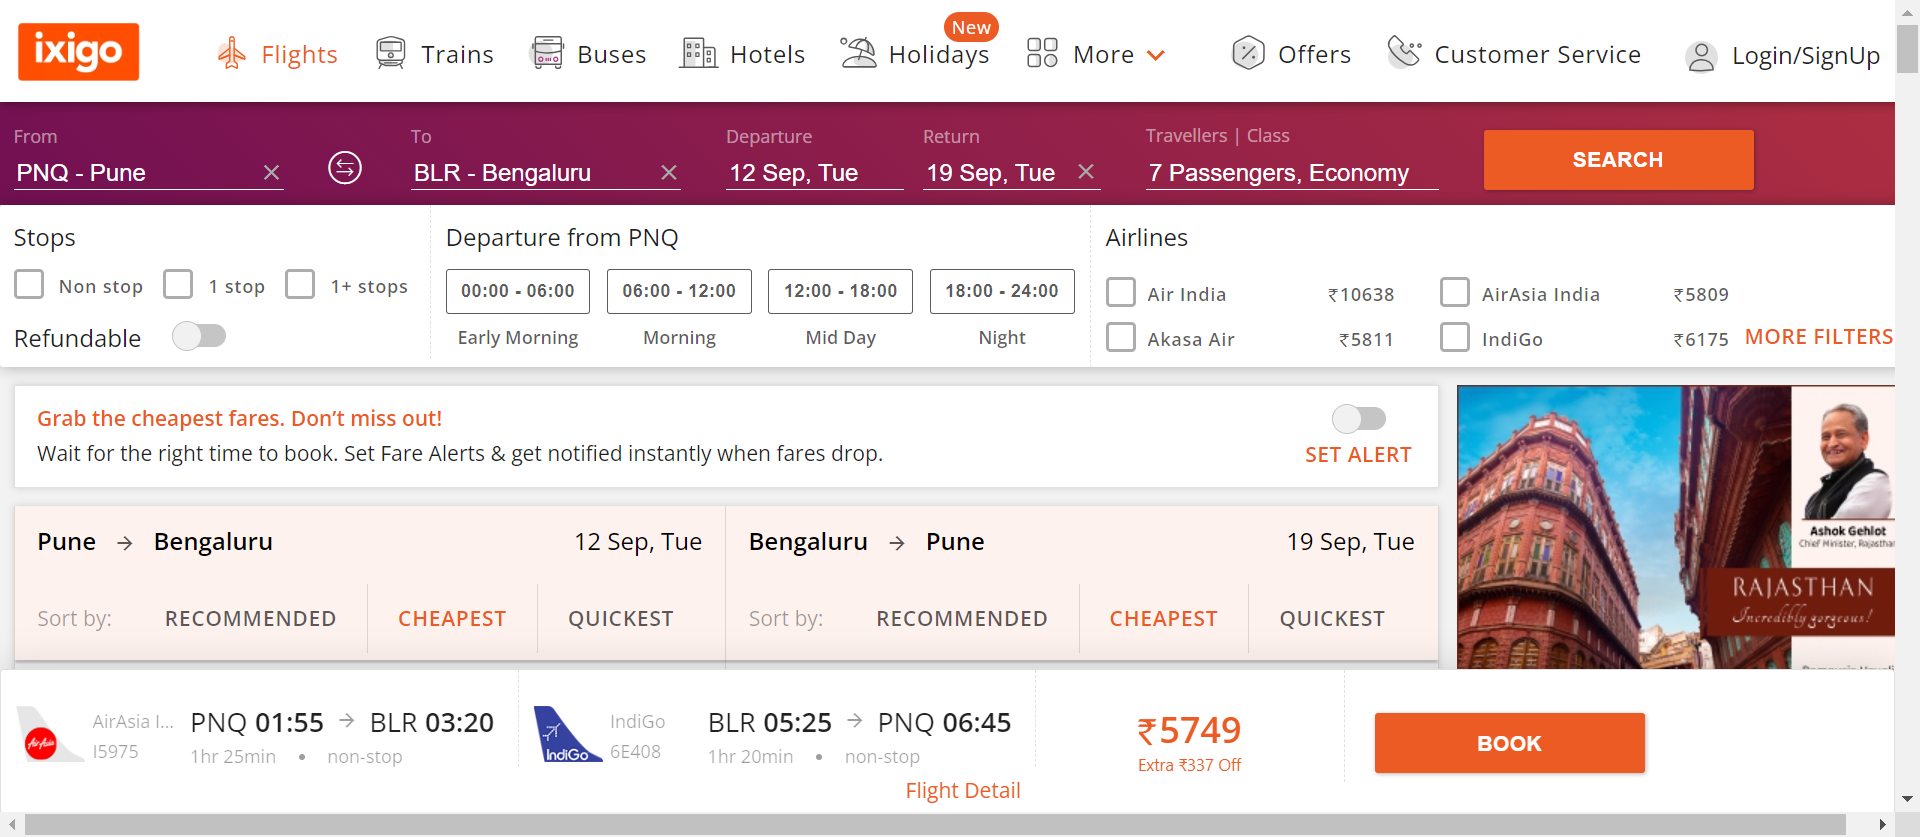 ixigo
Flights
Trains
Buses
Hotels
Holidays
New
More
Offers
Customer Service
Login/SignUp
From
PNQ - Pune
To
BLR - Bengaluru
Departure
12 Sep, Tue
Return
19 Sep, Tue
Travellers | Class
7 Passengers, Economy
SEARCH
Stops
Non stop
1 stop
1+ stops
Refundable
Departure from PNQ
00:00 - 06:00
Early Morning
06:00 - 12:00
Morning
12:00 - 18:00
Mid Day
18:00 - 24:00
Night
Airlines
Air India ₹10638
AirAsia India ₹5809
Akasa Air ₹5811
IndiGo ₹6175
MORE FILTERS
Grab the cheapest fares. Don’t miss out!
Wait for the right time to book. Set Fare Alerts & get notified instantly when fares drop.
SET ALERT
Pune → Bengaluru 12 Sep, Tue
Sort by: RECOMMENDED CHEAPEST QUICKEST
Bengaluru → Pune 19 Sep, Tue
Sort by: RECOMMENDED CHEAPEST QUICKEST
Ashok Gehlot
Chief Minister, Rajasthan
RAJASTHAN
Incredibly gorgeous!
AirAsia
AirAsia I...
I5975
PNQ 01:55 → BLR 03:20
1hr 25min • non-stop
IndiGo
IndiGo
6E408
BLR 05:25 → PNQ 06:45
1hr 20min • non-stop
₹5749
Extra ₹337 Off
BOOK
Flight Detail